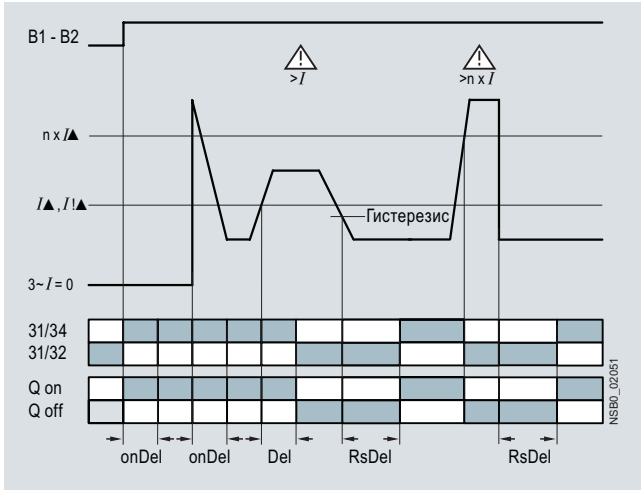 B1 - B2
>I
>n x I
n x I▲
I▲, I!▲
Гистерезис
3~ I = 0
31/34
31/32
Q on
Q off
onDel onDel Del RsDel RsDel
NSB0_02051